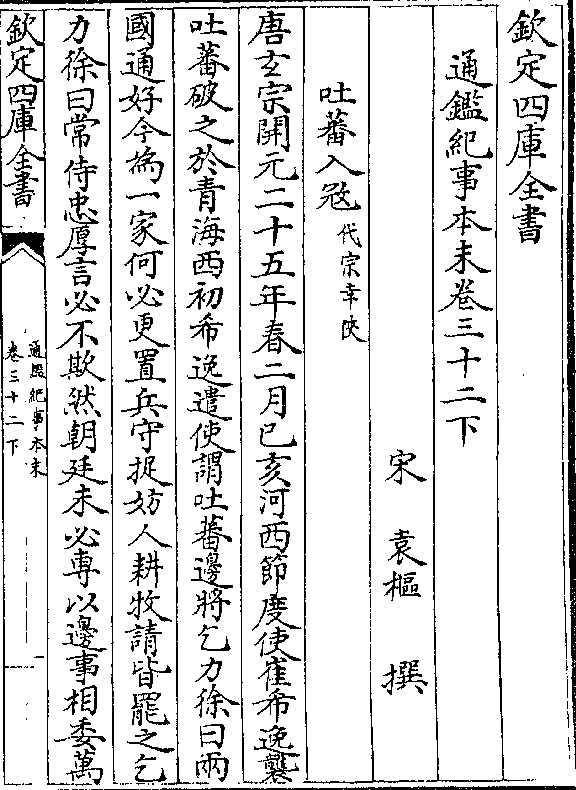 欽定四庫全書
通鑑紀事本末卷三十二下
宋 袁樞 撰
吐蕃入㓂 代宗幸陜
唐玄宗開元二十五年春二月已亥河西節度使崔希逸襲
吐蕃破之於青海西初希逸遣使謂吐蕃邊將乞力徐曰兩
國通好今為一家何必更置兵守捉妨人耕牧請皆罷之乞
力徐曰常侍忠厚言必不欺然朝廷未必專以邊事相委萬
欽定四庫全書
通鑑紀事本末
卷三十二下